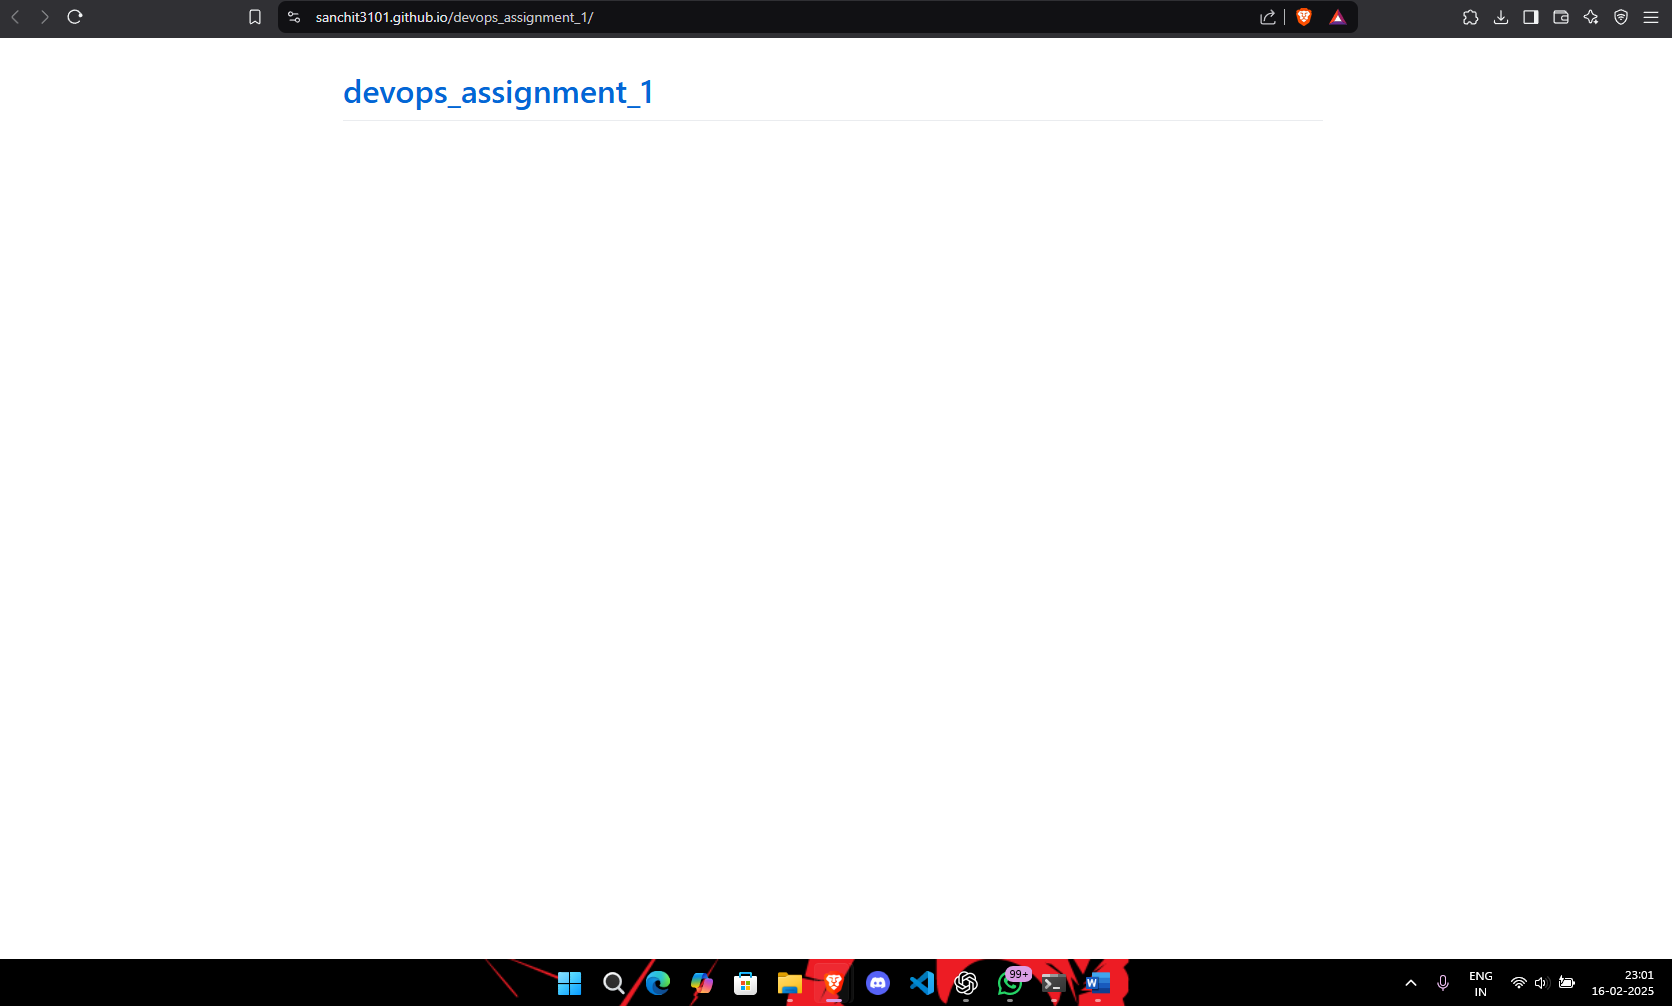 sanchit3101.github.io/devops_assignment_1/
devops_assignment_1
99+
W
ENG
IN
23:01
16-02-2025